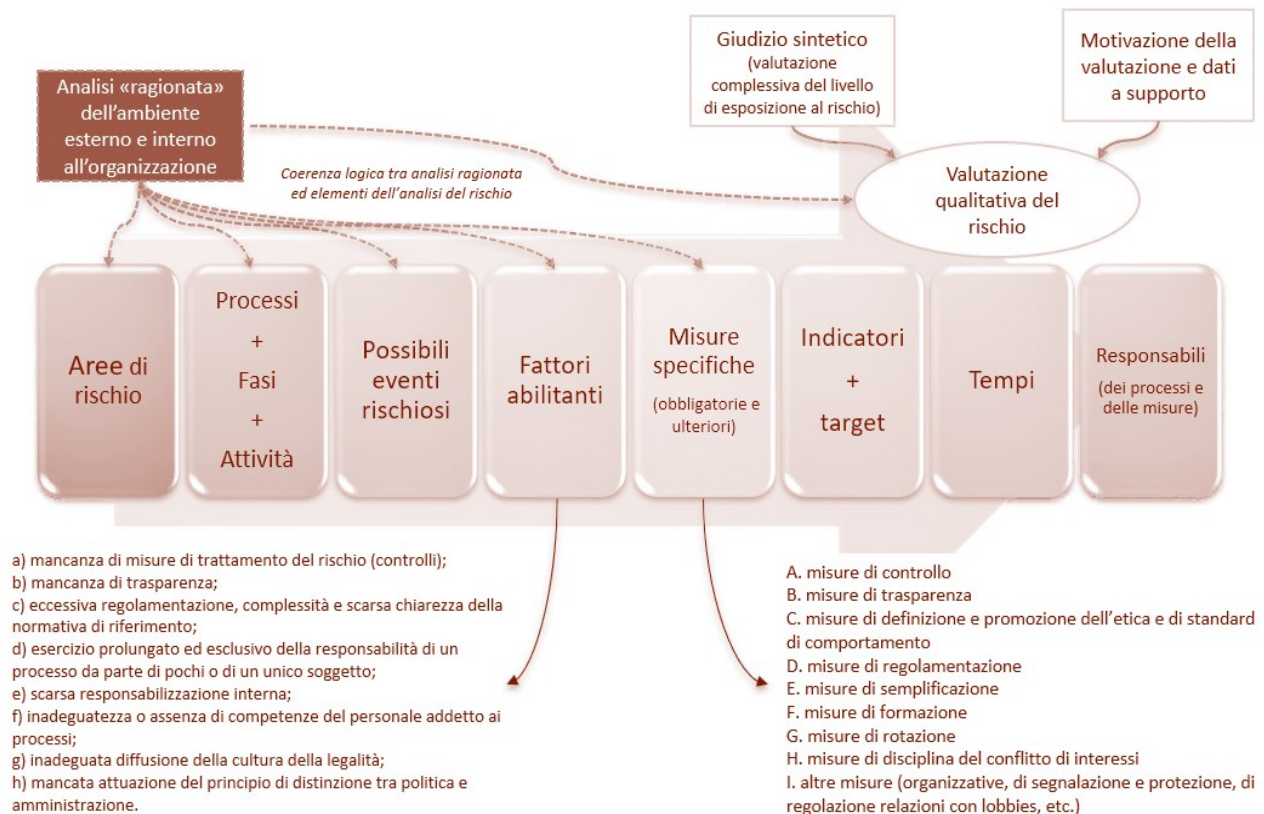 Analisi «ragionata»
dell'ambiente
esterno e interno
all'organizzazione
Giudizio sintetico
(valutazione
complessiva del livello
di esposizione al rischio)
Motivazione della
valutazione e dati
a supporto
Coerenza logica tra analisi ragionata
ed elementi dell'analisi del rischio
Valutazione
qualitativa del
rischio
Aree di
rischio
Processi
+
Fasi
+
Attività
Possibili
eventi
rischiosi
Fattori
abilitanti
Misure
specifiche
(obbligatorie e
ulteriori)
Indicatori
+
target
Tempi
Responsabili
(dei processi e
delle misure)
a) mancanza di misure di trattamento del rischio (controlli);
b) mancanza di trasparenza;
c) eccessiva regolamentazione, complessità e scarsa chiarezza della
normativa di riferimento;
d) esercizio prolungato ed esclusivo della responsabilità di un
processo da parte di pochi o di un unico soggetto;
e) scarsa responsabilizzazione interna;
f) inadeguatezza o assenza di competenze del personale addetto ai
processi;
g) inadeguata diffusione della cultura della legalità;
h) mancata attuazione del principio di distinzione tra politica e
amministrazione.
A. misure di controllo
B. misure di trasparenza
C. misure di definizione e promozione dell'etica e di standard
di comportamento
D. misure di regolamentazione
E. misure di semplificazione
F. misure di formazione
G. misure di rotazione
H. misure di disciplina del conflitto di interessi
I. altre misure (organizzative, di segnalazione e protezione, di
regolazione relazioni con lobbies, etc.)